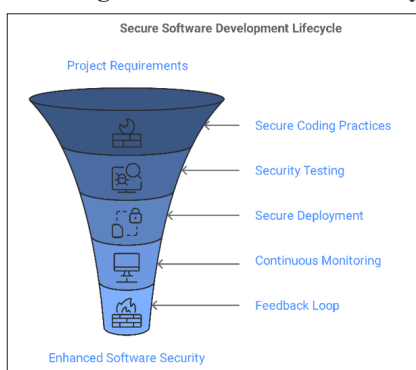 Secure Software Development Lifecycle
Project Requirements
Secure Coding Practices
Security Testing
Secure Deployment
Continuous Monitoring
Feedback Loop
Enhanced Software Security